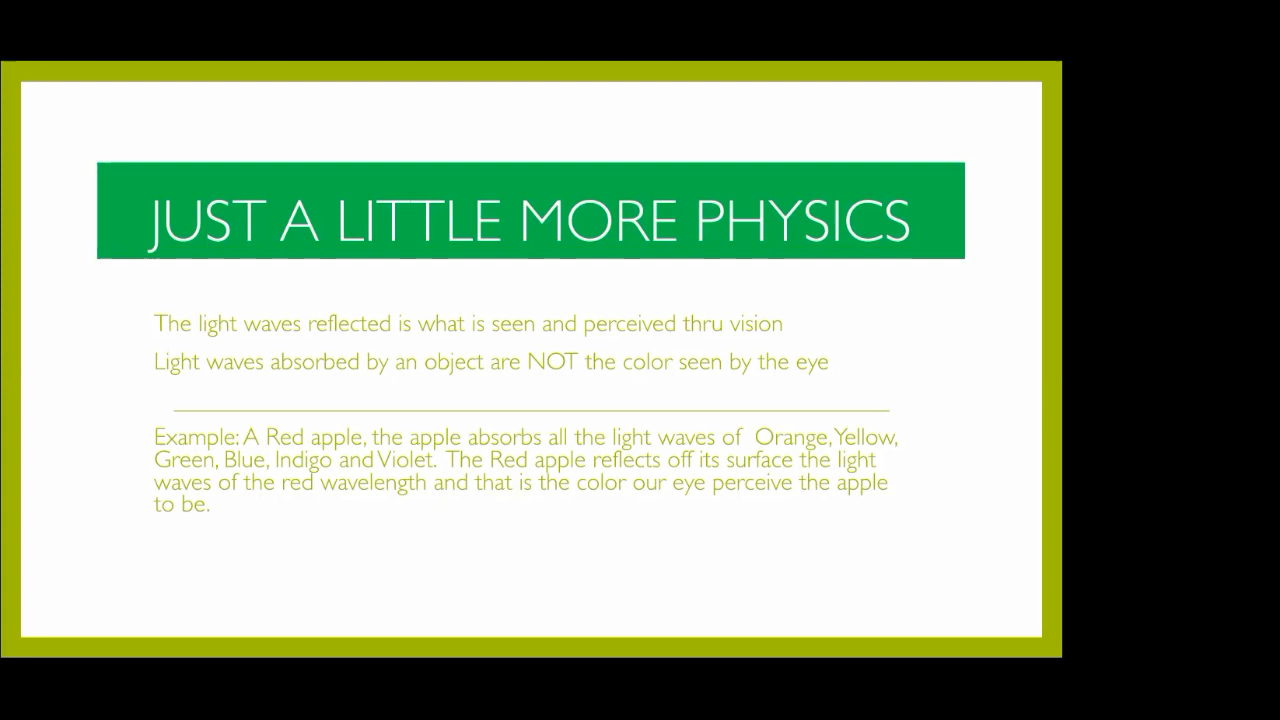 JUST A LITTLE MORE PHYSICS
The light waves reflected is what is seen and perceived thru vision
Light waves absorbed by an object are NOT the color seen by the eye
Example: A Red apple, the apple absorbs all the light waves of  Orange, Yellow,
Green, Blue, Indigo and Violet.  The Red apple reflects off its surface the light
waves of the red wavelength and that is the color our eye perceive the apple
to be.